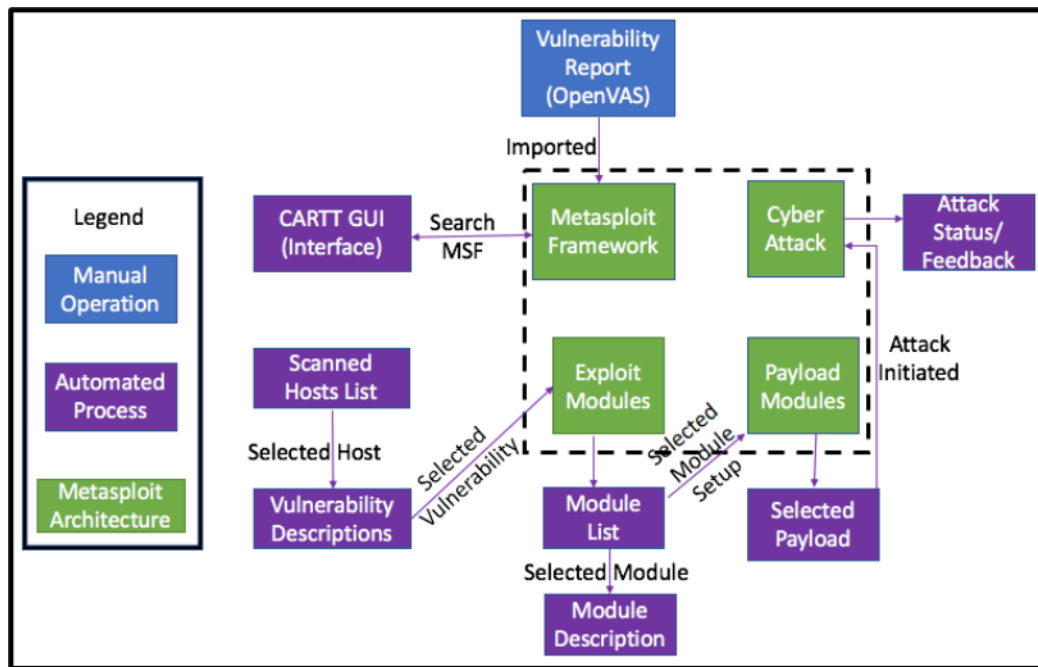 Vulnerability
Report
(OpenVAS)
Imported
Legend
Manual
Operation
Automated
Process
Metasploit
Architecture
CARTT GUI
(Interface)
Search
MSF
Metasploit
Framework
Cyber
Attack
Attack
Status/
Feedback
Scanned
Hosts List
Selected Host
Vulnerability
Descriptions
Selected
Vulnerability
Exploit
Modules
Selected
Module
Setup
Payload
Modules
Attack
Initiated
Module
List
Selected Module
Module
Description
Selected
Payload